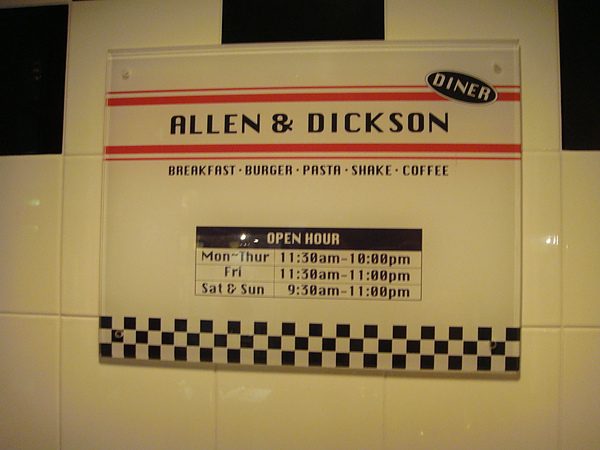 DINER
ALLEN & DICKSON
BREAKFAST · BURGER · PASTA · SHAKE · COFFEE
OPEN HOUR
Mon~Thur 11:30am-10:00pm
Fri 11:30am-11:00pm
Sat & Sun 9:30am-11:00pm